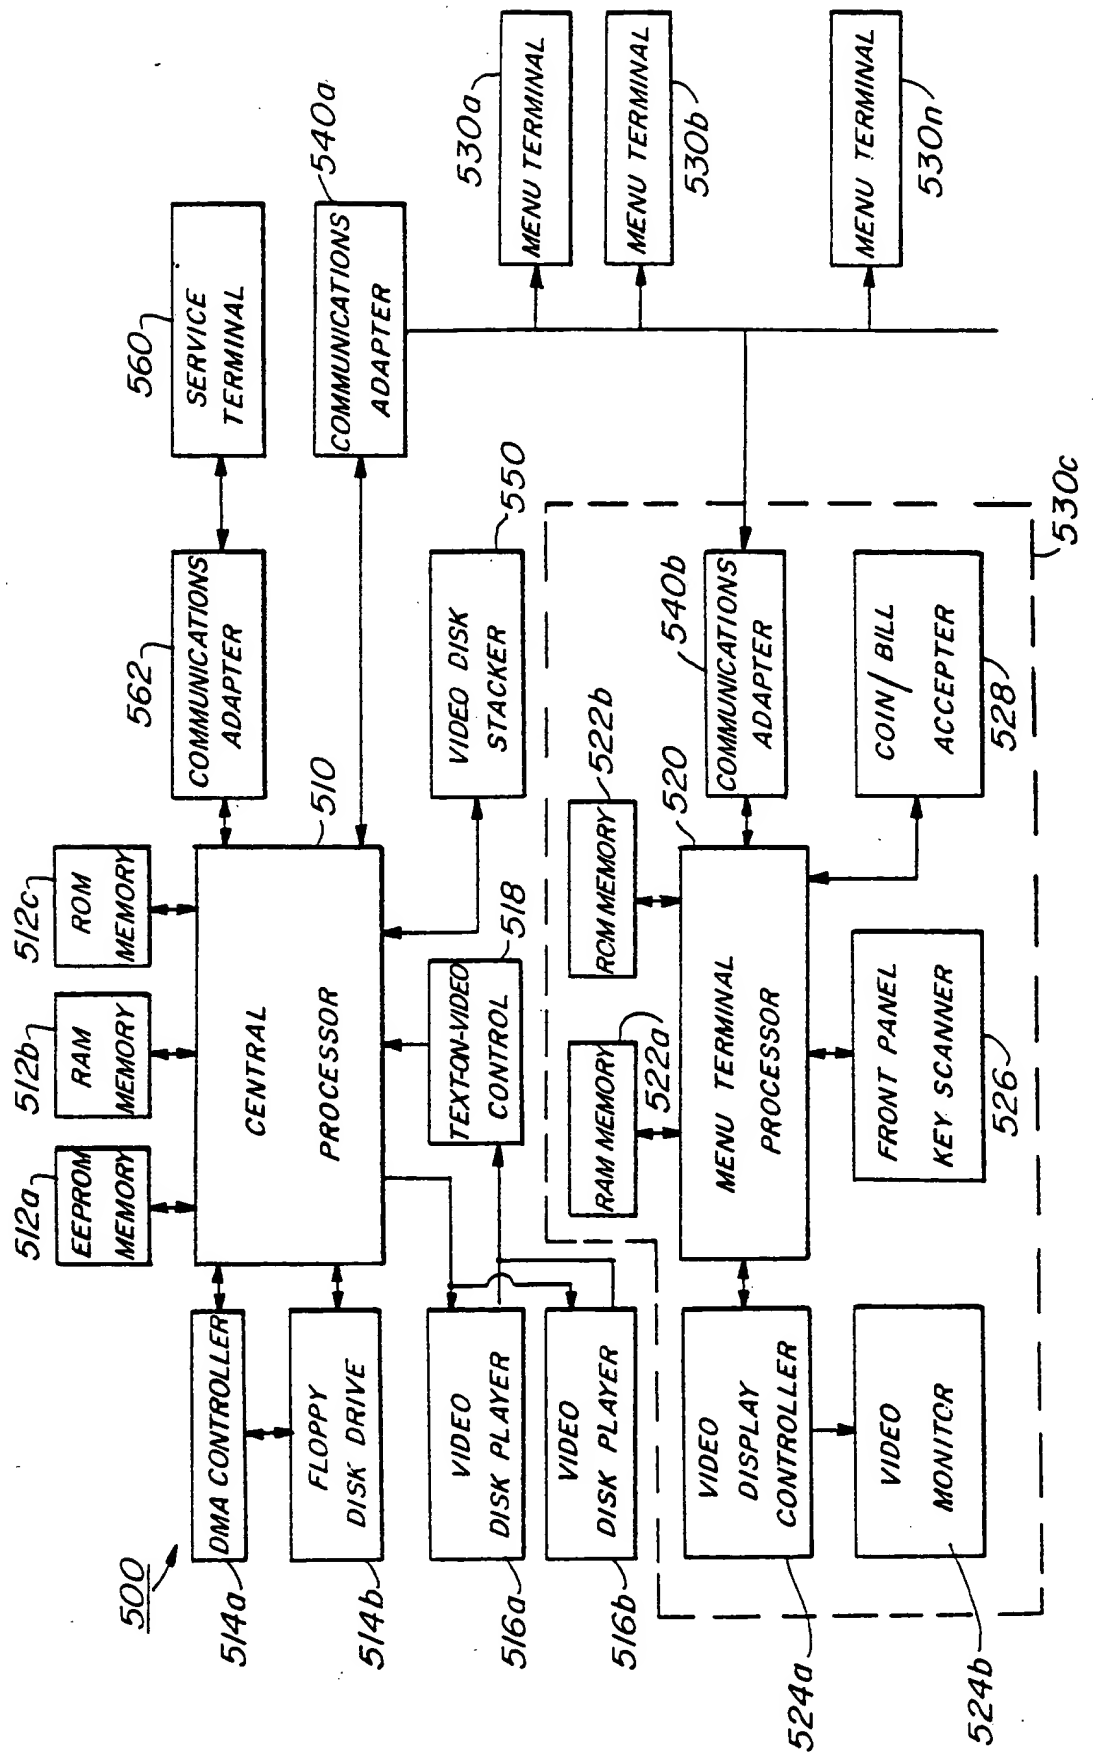 500
512a
EEPROM
MEMORY
512b
RAM
MEMORY
512c
ROM
MEMORY
562
COMMUNICATIONS
ADAPTER
560
SERVICE
TERMINAL
514a
DMA CONTROLLER
514b
FLOPPY
DISK DRIVE
CENTRAL
PROCESSOR
510
COMMUNICATIONS
ADAPTER
540a
516a
VIDEO
DISK PLAYER
516b
VIDEO
DISK PLAYER
TEXT-ON-VIDEO
CONTROL
518
VIDEO DISK
STACKER
550
MENU TERMINAL
530a
MENU TERMINAL
530b
MENU TERMINAL
530n
RAM MEMORY
522a
RCM MEMORY
522b
MENU TERMINAL
PROCESSOR
520
COMMUNICATIONS
ADAPTER
540b
VIDEO
DISPLAY
CONTROLLER
524a
VIDEO
MONITOR
524b
FRONT PANEL
KEY SCANNER
526
COIN/BILL
ACCEPTER
528
530c